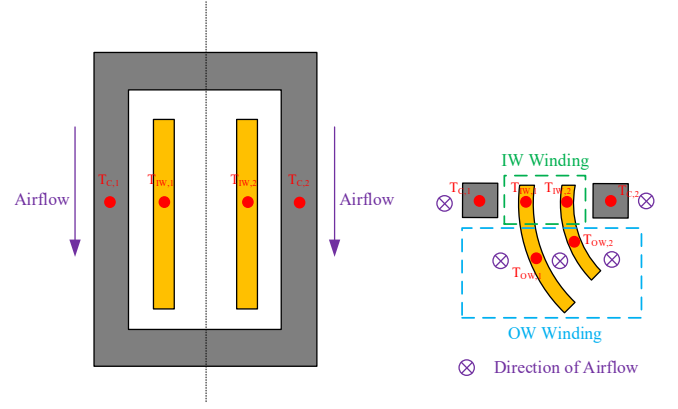 IW Winding
T_C,1
T_IW,1
T_IW,2
T_C,2
T_C,1
T_IW,1
T_IW,2
T_C,2
Airflow
Airflow
T_OW,2
T_OW,1
OW Winding
Direction of Airflow